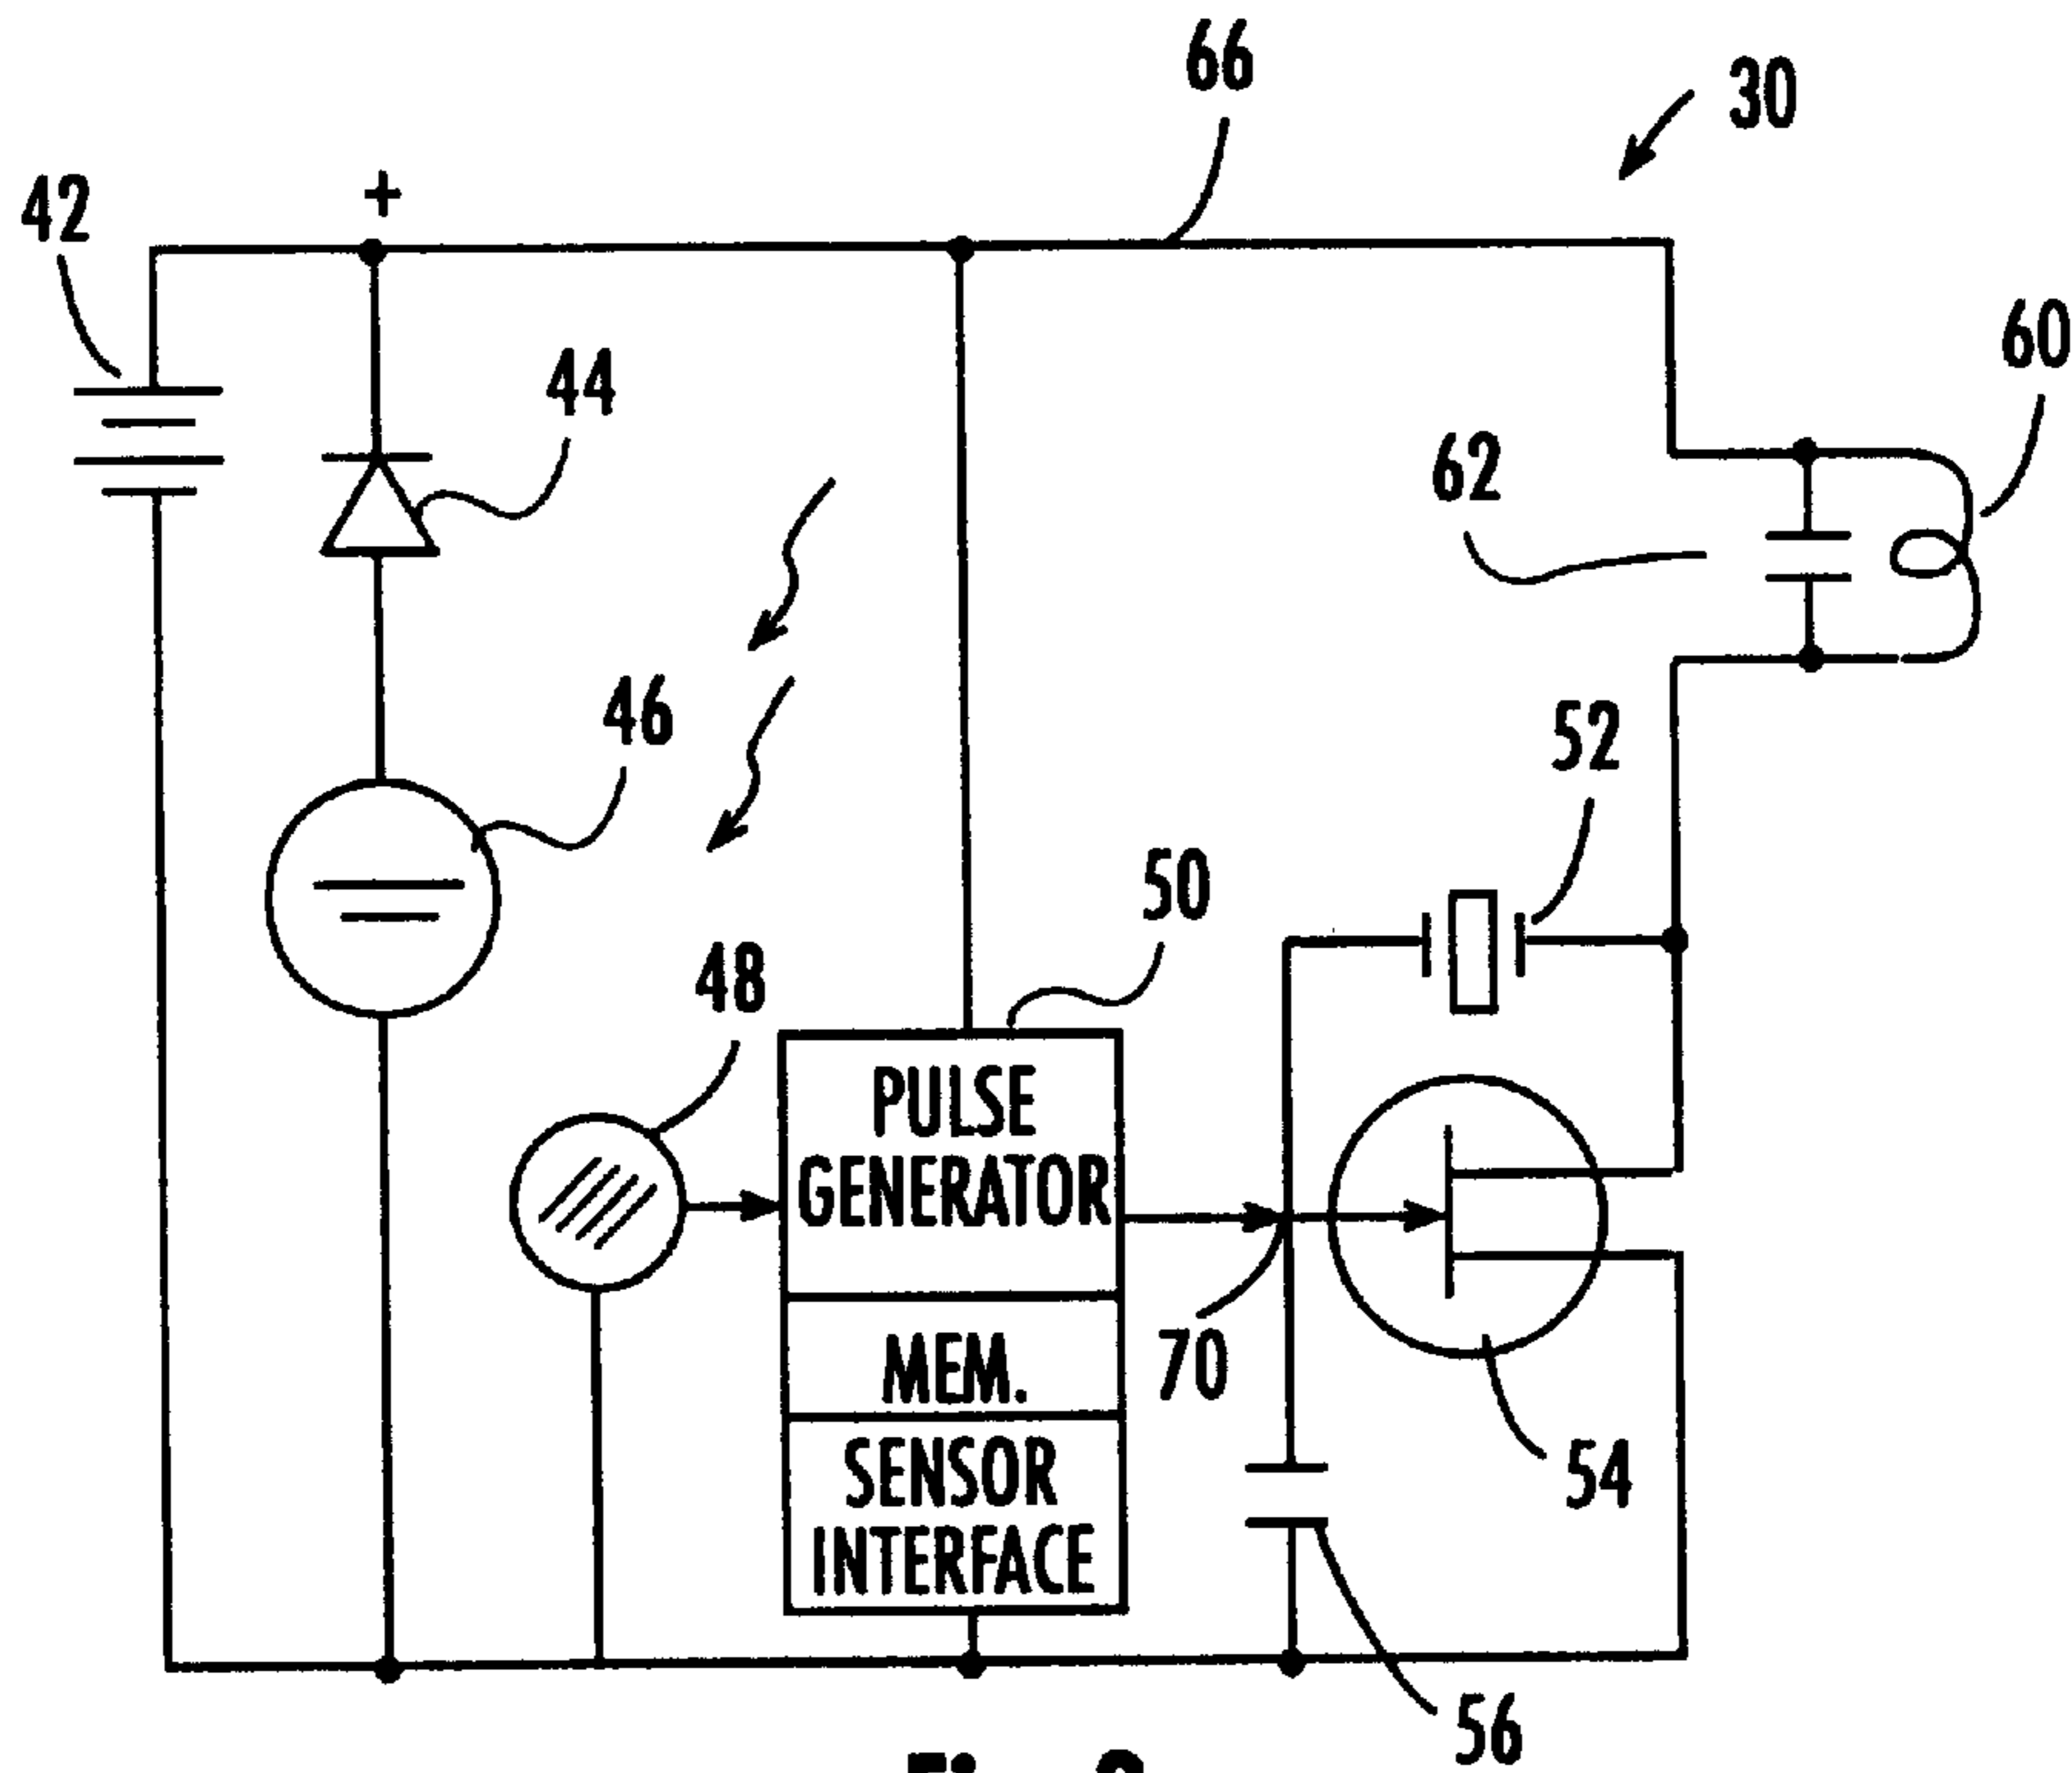 66
30
42
+
44
60
62
46
52
50
48
PULSE
GENERATOR
70
MEM.
54
SENSOR
INTERFACE
56